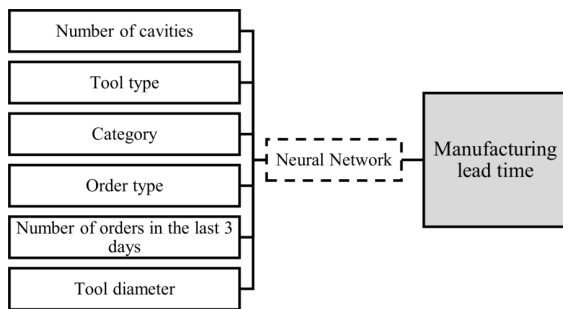 Number of cavities
Tool type
Category
Order type
Number of orders in the last 3
days
Tool diameter
Neural Network
Manufacturing
lead time